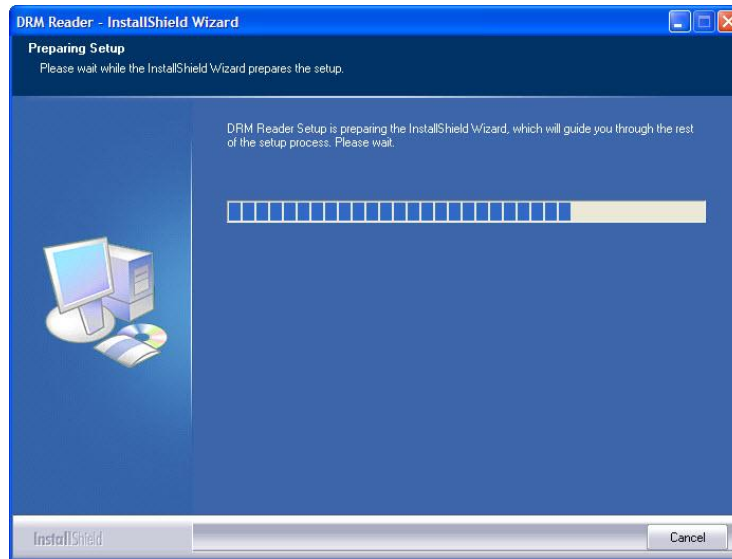 DRM Reader - InstallShield Wizard
Preparing Setup
Please wait while the InstallShield Wizard prepares the setup.
DRM Reader Setup is preparing the InstallShield Wizard, which will guide you through the rest
of the setup process. Please wait.
InstallShield
Cancel